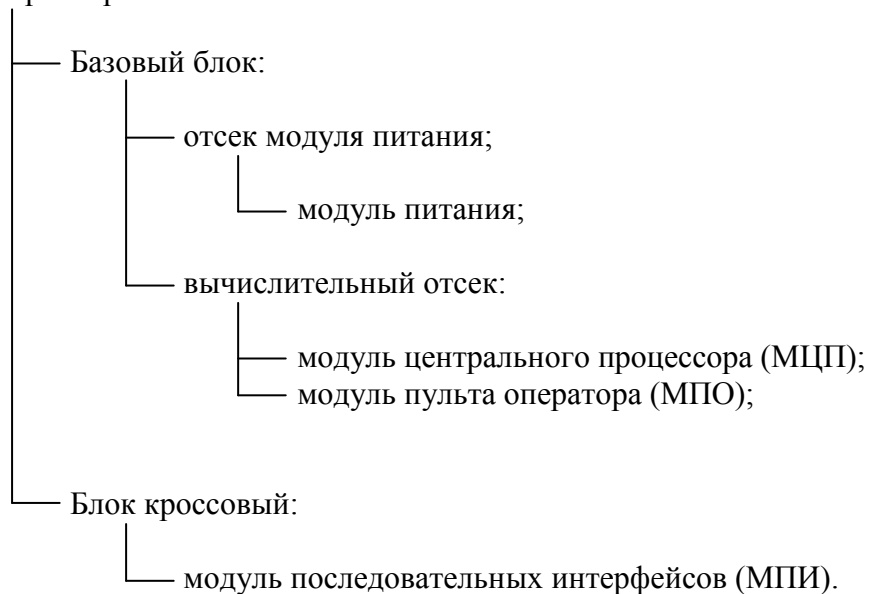 Базовый блок:
отсек модуля питания;
модуль питания;
вычислительный отсек:
модуль центрального процессора (МЦП);
модуль пульта оператора (МПО);
Блок кроссовый:
модуль последовательных интерфейсов (МПИ).